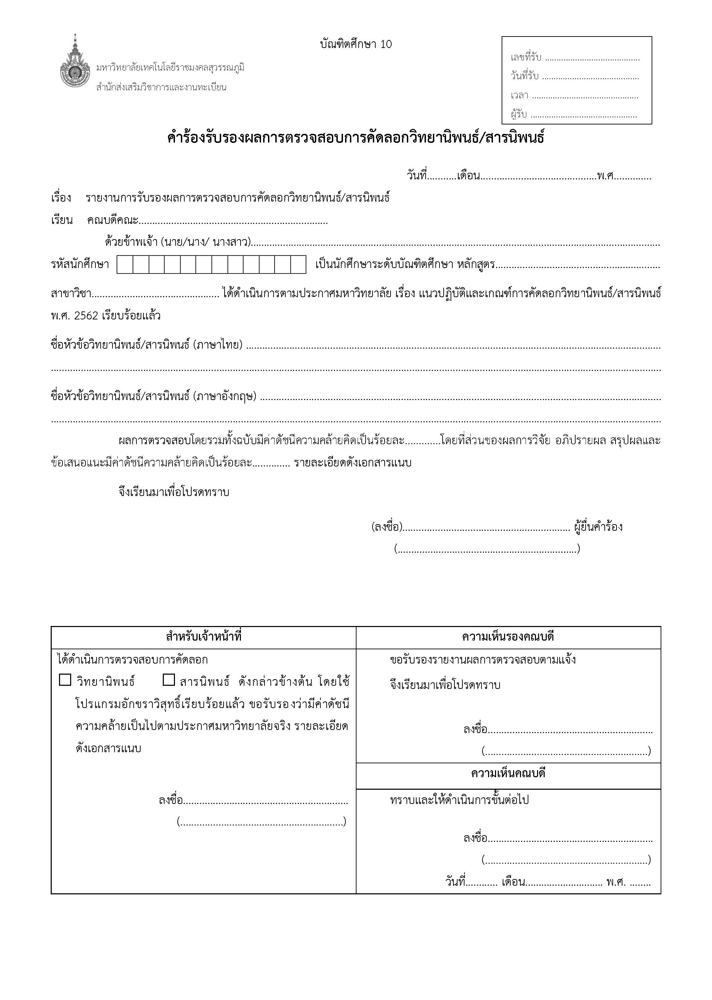 บัณฑิตศึกษา 10
มหาวิทยาลัยเทคโนโลยีราชมงคลสุวรรณภูมิ
สำนักส่งเสริมวิชาการและงานทะเบียน
เลขที่รับ ........................................
วันที่รับ .........................................
เวลา .............................................
ผู้รับ .............................................
คำร้องรับรองผลการตรวจสอบการคัดลอกวิทยานิพนธ์/สารนิพนธ์
วันที่...........เดือน...........................................พ.ศ..............
เรื่อง รายงานการรับรองผลการตรวจสอบการคัดลอกวิทยานิพนธ์/สารนิพนธ์
เรียน คณบดีคณะ......................................................................
ด้วยข้าพเจ้า (นาย/นาง/ นางสาว)..............................................................................
รหัสนักศึกษา เป็นนักศึกษาระดับบัณฑิตศึกษา หลักสูตร.............................................................
สาขาวิชา............................................... ได้ดำเนินการตามประกาศมหาวิทยาลัย เรื่อง แนวปฏิบัติและเกณฑ์การคัดลอกวิทยานิพนธ์/สารนิพนธ์
พ.ศ. 2562 เรียบร้อยแล้ว
ชื่อหัวข้อวิทยานิพนธ์/สารนิพนธ์ (ภาษาไทย) ..............................................................................
..............................................................................
ชื่อหัวข้อวิทยานิพนธ์/สารนิพนธ์ (ภาษาอังกฤษ) ..............................................................................
..............................................................................
ผลการตรวจสอบโดยรวมทั้งฉบับมีค่าดัชนีความคล้ายคิดเป็นร้อยละ.............โดยที่ส่วนของผลการวิจัย อภิปรายผล สรุปผลและ
ข้อเสนอแนะมีค่าดัชนีความคล้ายคิดเป็นร้อยละ.............. รายละเอียดดังเอกสารแนบ
จึงเรียนมาเพื่อโปรดทราบ
(ลงชื่อ).............................................................. ผู้ยื่นคำร้อง
(..................................................................)
สำหรับเจ้าหน้าที่
ได้ดำเนินการตรวจสอบการคัดลอก
☐ วิทยานิพนธ์ ☐ สารนิพนธ์ ดังกล่าวข้างต้น โดยใช้
โปรแกรมอักขราวิสุทธิ์เรียบร้อยแล้ว ขอรับรองว่ามีค่าดัชนี
ความคล้ายเป็นไปตามประกาศมหาวิทยาลัยจริง รายละเอียด
ดังเอกสารแนบ
ลงชื่อ.............................................................
(............................................................)
ความเห็นรองคณบดี
ขอรับรองรายงานผลการตรวจสอบตามแจ้ง
จึงเรียนมาเพื่อโปรดทราบ
ลงชื่อ.............................................................
(............................................................)
ความเห็นคณบดี
ทราบและให้ดำเนินการขั้นต่อไป
ลงชื่อ.............................................................
(............................................................)
วันที่............ เดือน............................. พ.ศ. ........